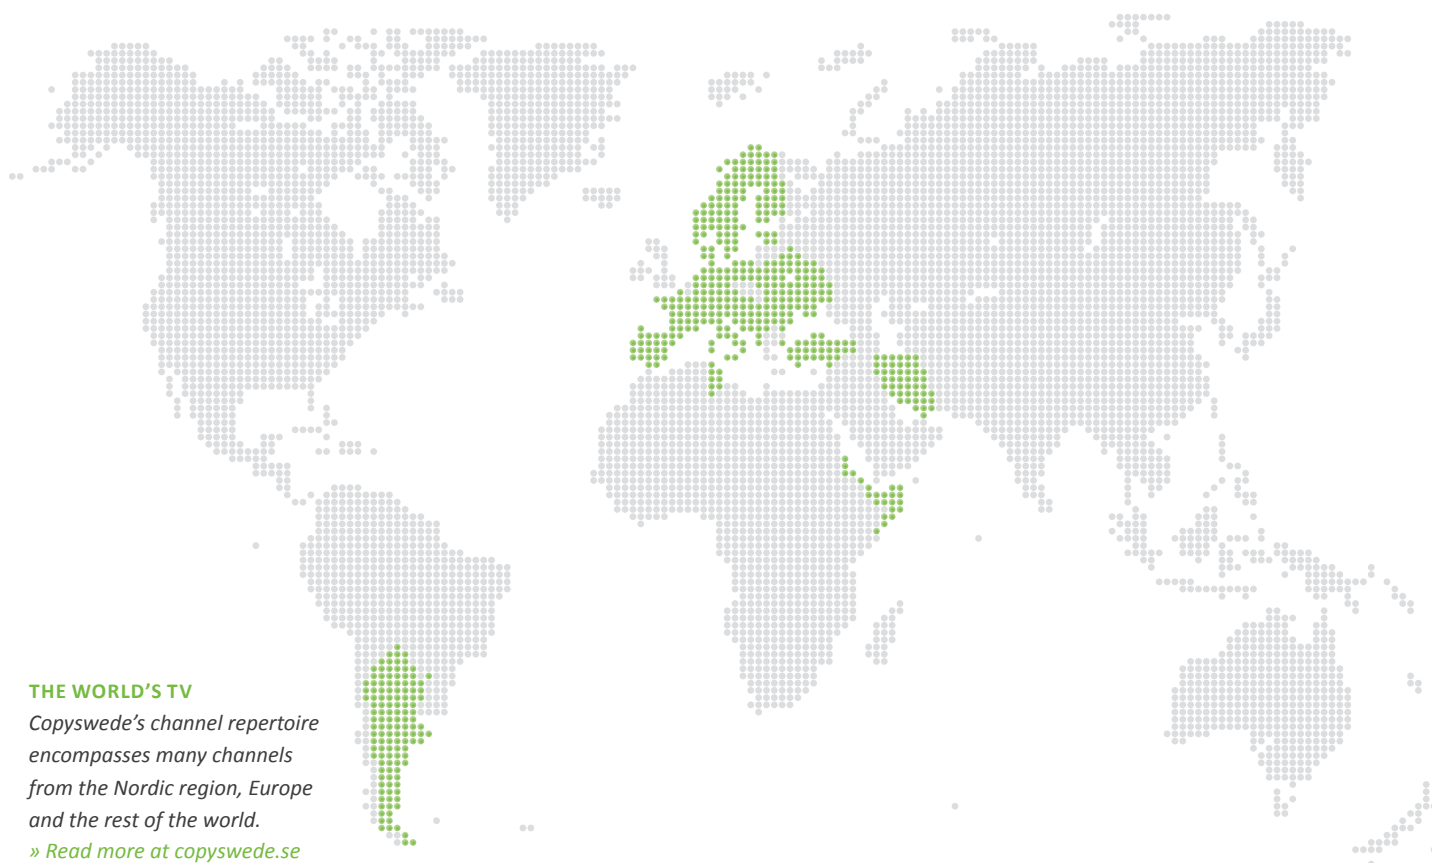 THE WORLD’S TV
Copyswede’s channel repertoire
encompasses many channels
from the Nordic region, Europe
and the rest of the world.
» Read more at copyswede.se